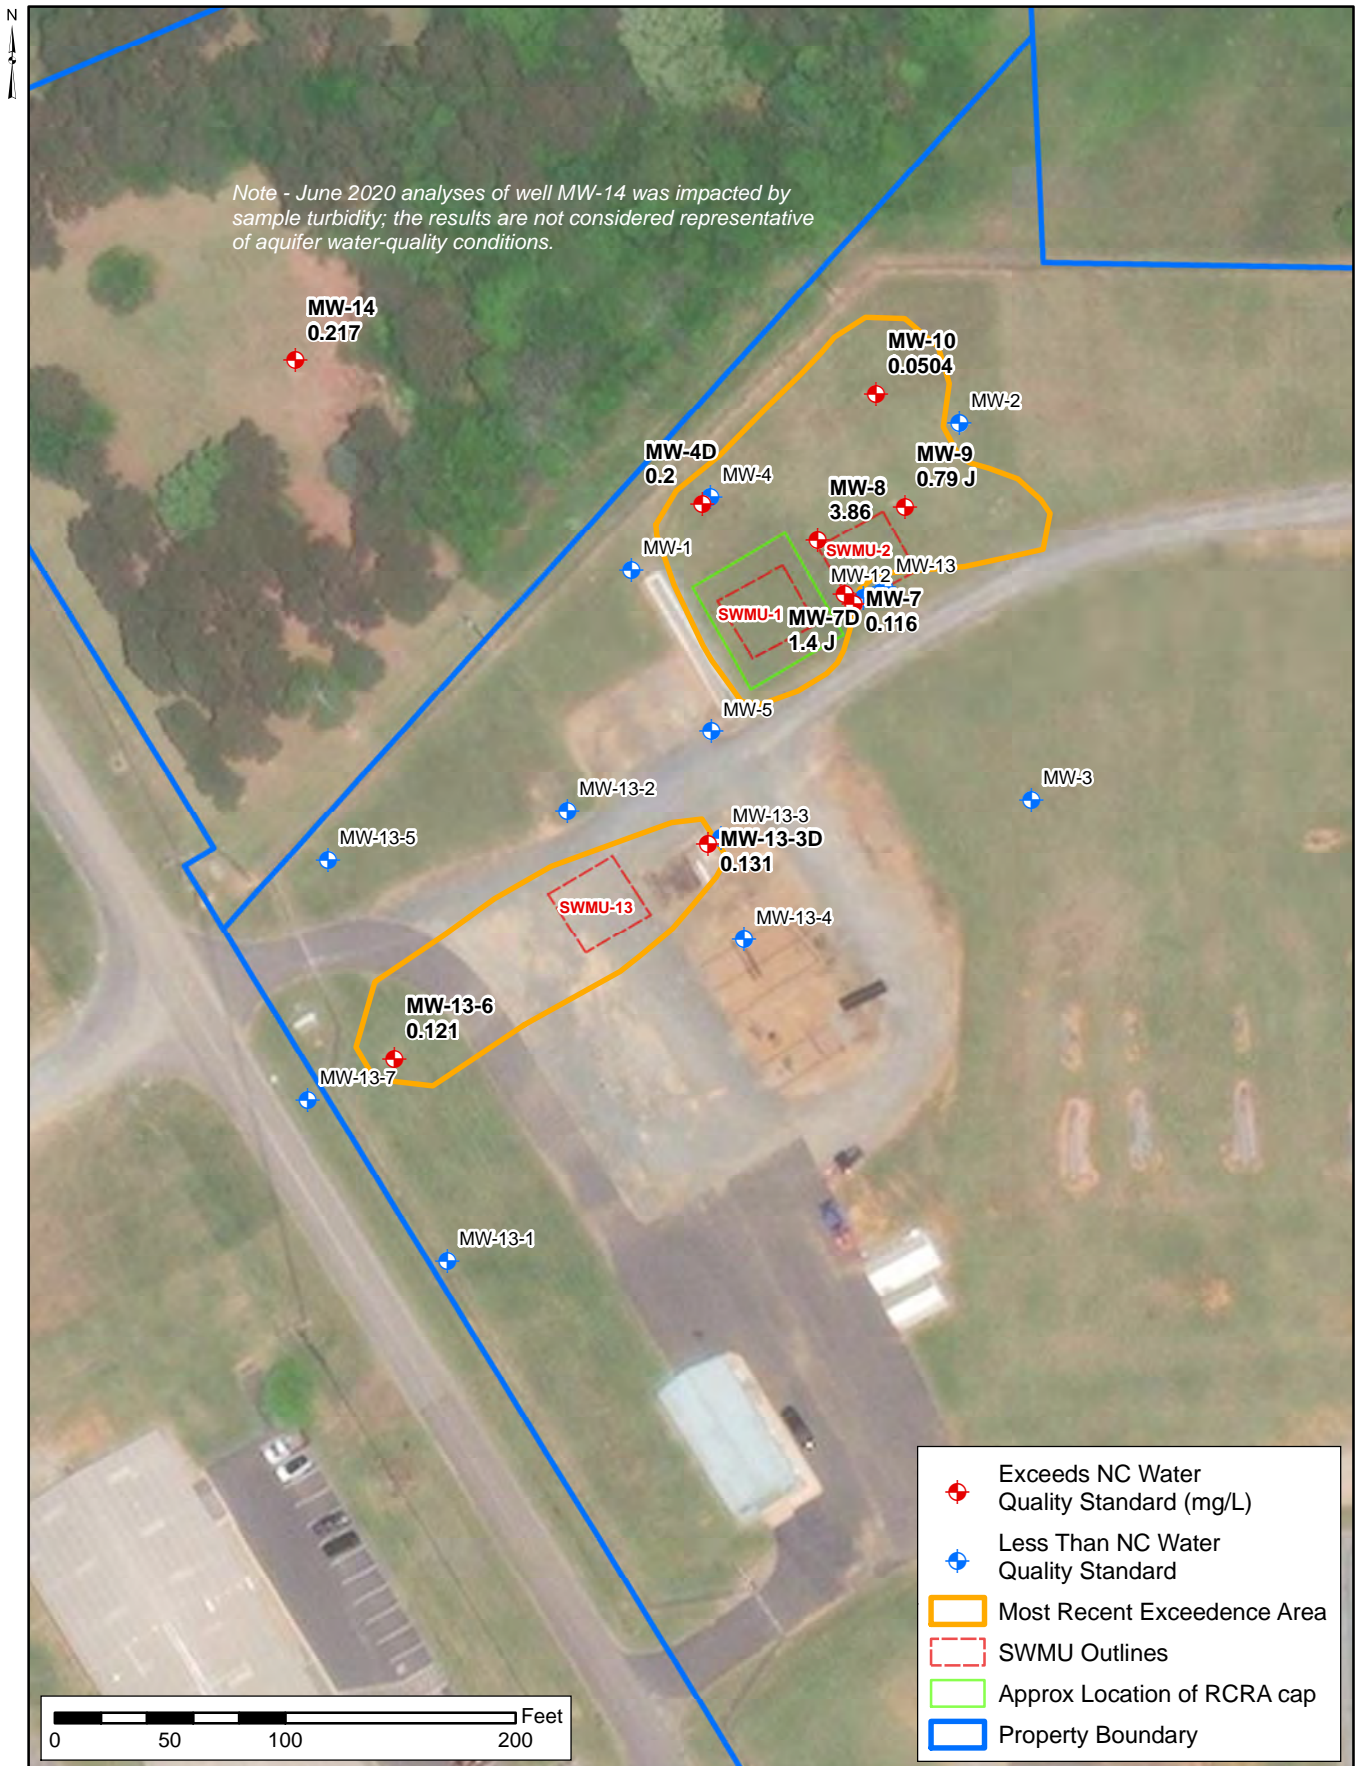 N
Note - June 2020 analyses of well MW-14 was impacted by
sample turbidity; the results are not considered representative
of aquifer water-quality conditions.
MW-14
0.217
MW-10
0.0504
MW-2
MW-4D
0.2
MW-4
MW-9
0.79 J
MW-8
3.86
MW-1
SWMU-2
MW-13
MW-12
MW-7
0.116
SWMU-1
MW-7D
1.4 J
MW-5
MW-3
MW-13-2
MW-13-3
MW-13-3D
0.131
MW-13-5
SWMU-13
MW-13-4
MW-13-6
0.121
MW-13-7
MW-13-1
Exceeds NC Water
Quality Standard (mg/L)
Less Than NC Water
Quality Standard
Most Recent Exceedence Area
SWMU Outlines
Approx Location of RCRA cap
Property Boundary
Feet
0 50 100 200